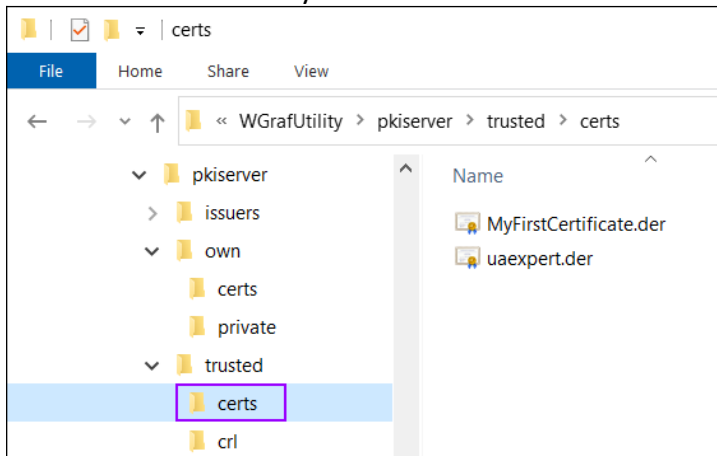 certs
File Home Share View
« WGrafUtility > pkiserver > trusted > certs
pkiserver
issuers
own
certs
private
trusted
certs
crl
Name
MyFirstCertificate.der
uaexpert.der